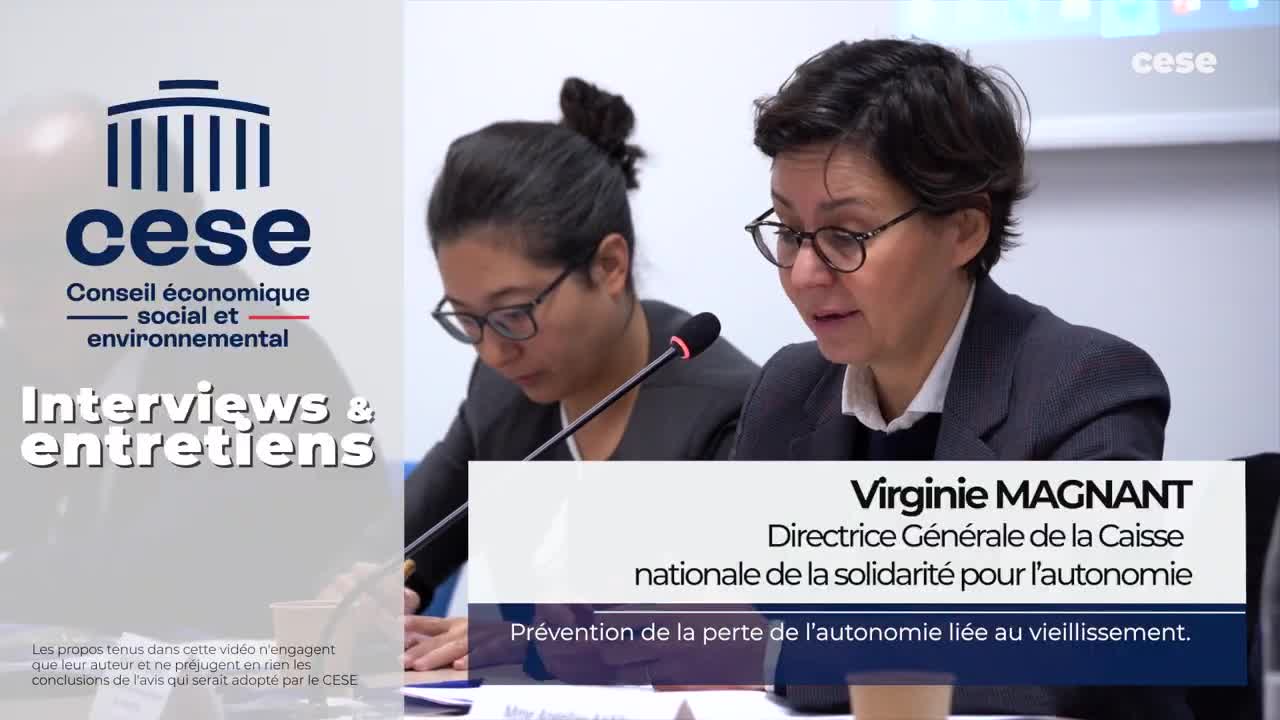 cese
cese
Conseil économique
social et
environnemental
Interviews &
entretiens
Virginie MAGNANT
Directrice Générale de la Caisse
nationale de la solidarité pour l’autonomie
Prévention de la perte de l’autonomie liée au vieillissement.
Les propos tenus dans cette vidéo n'engagent
que leur auteur et ne préjugent en rien les
conclusions de l'avis qui serait adopté par le CESE
Mme